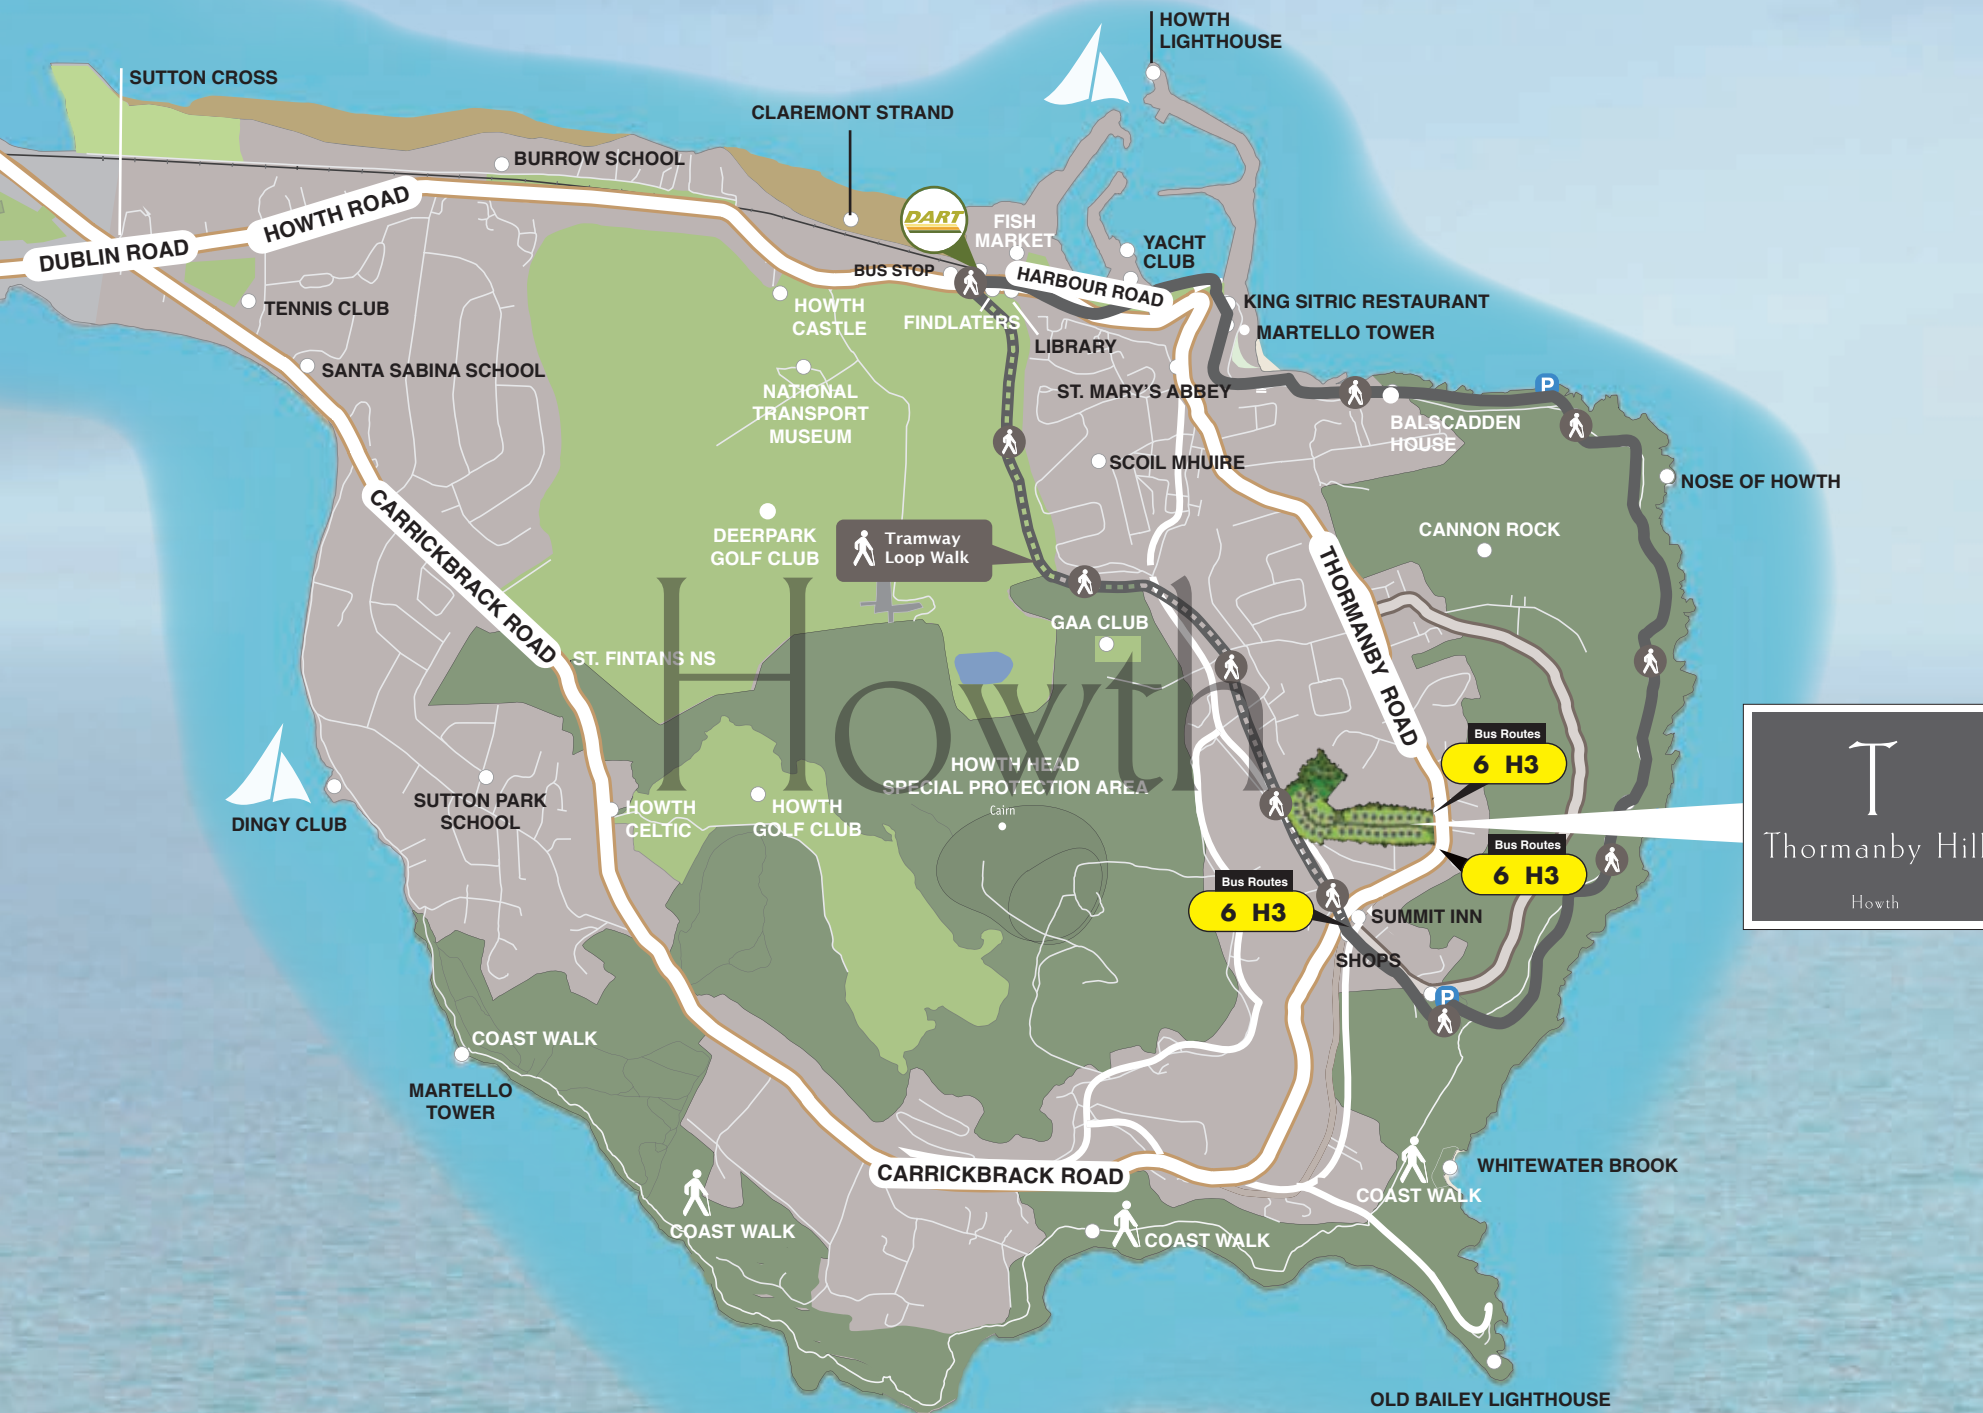 HOWTH
LIGHTHOUSE
SUTTON CROSS
CLAREMONT STRAND
BURROW SCHOOL
HOWTH ROAD
DUBLIN ROAD
DART
FISH
MARKET
YACHT
CLUB
BUS STOP
HARBOUR ROAD
TENNIS CLUB
HOWTH
CASTLE
FINDLATERS
KING SITRIC RESTAURANT
MARTELLO TOWER
LIBRARY
SANTA SABINA SCHOOL
NATIONAL
TRANSPORT
MUSEUM
ST. MARY'S ABBEY
P
BALSCADDEN
HOUSE
SCOIL MHUIRE
NOSE OF HOWTH
CARRICKBRACK ROAD
DEERPARK
GOLF CLUB
Tramway
Loop Walk
CANNON ROCK
THORMANBY ROAD
GAA CLUB
ST. FINTANS NS
Howth
Bus Routes
6 H3
HOWTH HEAD
SPECIAL PROTECTION AREA
Cairn
SUTTON PARK
SCHOOL
HOWTH
CELTIC
HOWTH
GOLF CLUB
DINGY CLUB
T
Thormanby Hill
Howth
Bus Routes
6 H3
Bus Routes
6 H3
SUMMIT INN
SHOPS
P
COAST WALK
MARTELLO
TOWER
CARRICKBRACK ROAD
WHITEWATER BROOK
COAST WALK
COAST WALK
COAST WALK
OLD BAILEY LIGHTHOUSE